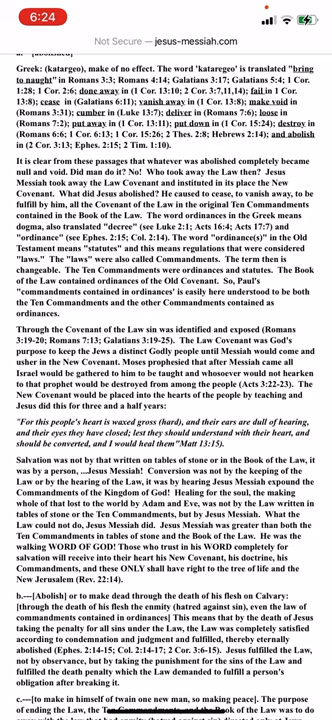 6:24
Not Secure — jesus-messiah.com
Greek: (katargeo), make of no effect. The word 'kataregeo' is translated "bring
to naught" in Romans 3:3; Romans 4:14; Galatians 3:17; Galatians 5:4; 1 Cor.
1:28; 1 Cor. 2:6; done away in (1 Cor. 13:10; 2 Cor. 3:7,11,14); fail in 1 Cor.
13:8); cease in (Galatians 6:11); vanish away in (1 Cor. 13:8); make void in
(Romans 3:31); cumber in (Luke 13:7); deliver in (Romans 7:6); loose in
(Romans 7:2); put away in (1 Cor. 13:11); put down in (1 Cor. 15:24); destroy in
(Romans 6:6; 1 Cor. 6:13; 1 Cor. 15:26; 2 Thes. 2:8; Hebrews 2:14); and abolish
in (2 Cor. 3:13; Ephes. 2:15; 2 Tim. 1:10).
It is clear from these passages that whatever was abolished completely became
null and void. Did man do it? No! Who took away the Law then? Jesus
Messiah took away the Law Covenant and instituted in its place the New
Covenant. What did Jesus abolished? He caused to cease, to vanish away, to be
fulfilled by him, all the Covenant of the Law in the original Ten Commandments
contained in the Book of the Law. The word ordinances in the Greek means
dogma, also translated "decree" (see Luke 2:1; Acts 16:4; Acts 17:7) and
"ordinance" (see Ephes. 2:15; Col. 2:14). The word "ordinance(s)" in the Old
Testament means "statutes" and this means regulations that were considered
"laws." The "laws" were also called Commandments. The term then is
changeable. The Ten Commandments were ordinances and statutes. The Book
of the Law contained ordinances of the Old Covenant. So, Paul's
"commandments contained in ordinances' is easily here understood to be both
the Ten Commandments and the other Commandments contained as
ordinances.
Through the Covenant of the Law sin was identified and exposed (Romans
3:19-20; Romans 7:13; Galatians 3:19-25). The Law Covenant was God's
purpose to keep the Jews a distinct Godly people until Messiah would come and
usher in the New Covenant. Moses prophesied that after Messiah came all
Israel would be gathered to him to be taught and whosoever would not hearken
to that prophet would be destroyed from among the people (Acts 3:22-23). The
New Covenant would be placed into the hearts of the people by teaching and
Jesus did this for three and a half years:
"For this people's heart is waxed gross (hard), and their ears are dull of hearing,
and their eyes they have closed; lest they should understand with their heart, and
should be converted, and I would heal them"Matt 13:15).
Salvation was not by that written on tables of stone or in the Book of the Law, it
was by a person, ...Jesus Messiah! Conversion was not by the keeping of the
Law or by the hearing of the Law, it was by hearing Jesus Messiah expound the
Commandments of the Kingdom of God! Healing for the soul, the making
whole of that lost to the world by Adam and Eve, was not by the Law written in
tables of stone or the Ten Commandments, but by Jesus Messiah. What the
Law could not do, Jesus Messiah did. Jesus Messiah was greater than both the
Ten Commandments in tables of stone and the Book of the Law. He was the
walking WORD OF GOD! Those who trust in his WORD completely for
salvation will receive into their heart his New Covenant, his doctrine, his
Commandments, and these ONLY shall have right to the tree of life and the
New Jerusalem (Rev. 22:14).
b.---[Abolish] or to make dead through the death of his flesh on Calvary:
[through the death of his flesh the enmity (hatred against sin), even the law of
commandments contained in ordinances] This means that by the death of Jesus
taking the penalty for all sins under the Law, the Law was completely satisfied
according to condemnation and judgment and fulfilled, thereby eternally
abolished (Ephes. 2:14-15; Col. 2:14-17; 2 Cor. 3:6-15). Jesus fulfilled the Law,
not by observance, but by taking the punishment for the sins of the Law and
fulfilled the death penalty which the Law demanded to fulfill a person's
obligation after breaking it.
c.---[to make in himself of twain one new man, so making peace]. The purpose
of ending the Law, the Ten Commandments, and the Book of the Law was to do